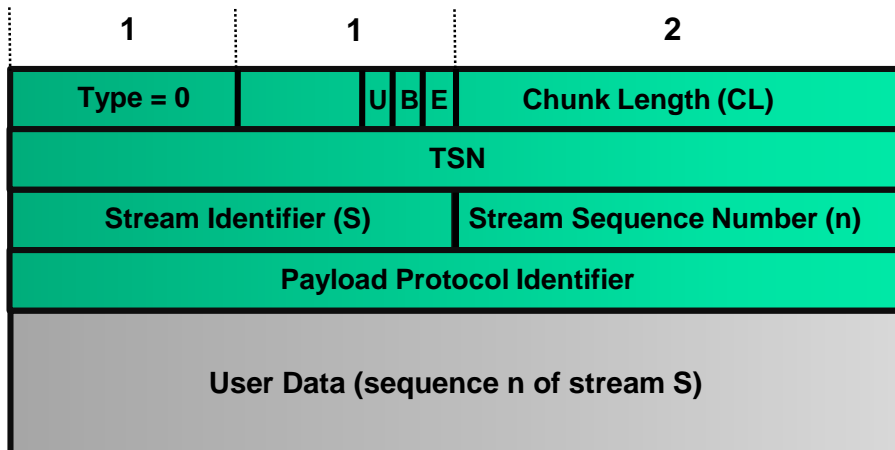 1 1 2
Type = 0 U B E Chunk Length (CL)
TSN
Stream Identifier (S) Stream Sequence Number (n)
Payload Protocol Identifier
User Data (sequence n of stream S)